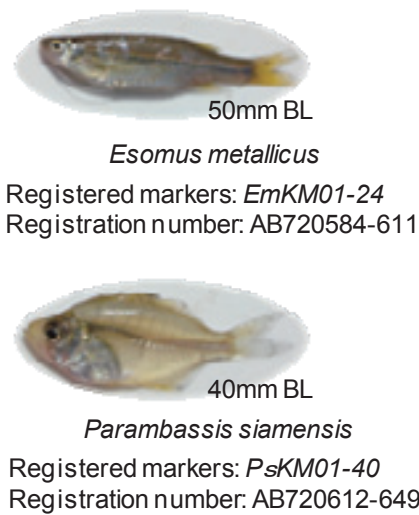 50mm BL
Esomus metallicus
Registered markers: EmKM01-24
Registration number: AB720584-611
40mm BL
Parambassis siamensis
Registered markers: PsKM01-40
Registration number: AB720612-649